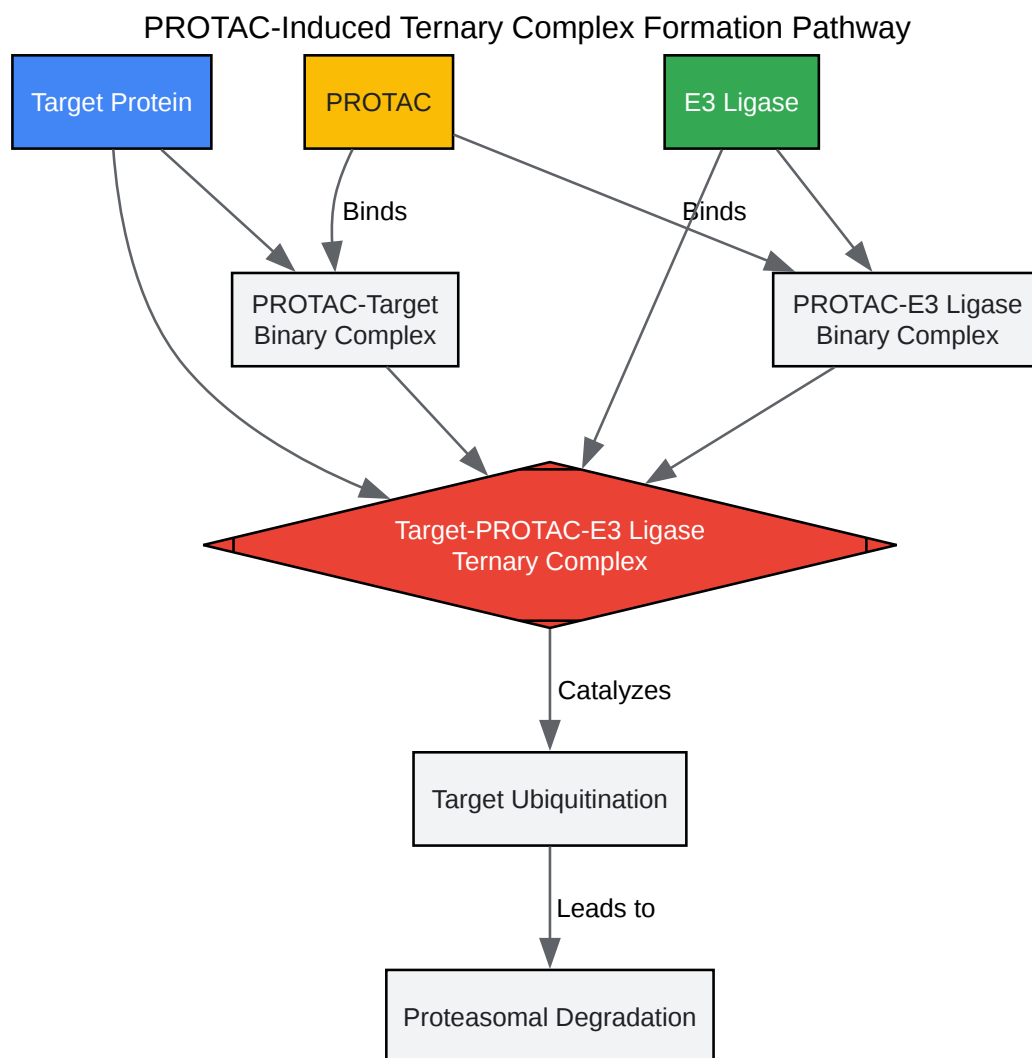 PROTAC-Induced Ternary Complex Formation Pathway
Target Protein
PROTAC
E3 Ligase
Binds
Binds
PROTAC-Target
Binary Complex
PROTAC-E3 Ligase
Binary Complex
Target-PROTAC-E3 Ligase
Ternary Complex
Catalyzes
Target Ubiquitination
Leads to
Proteasomal Degradation